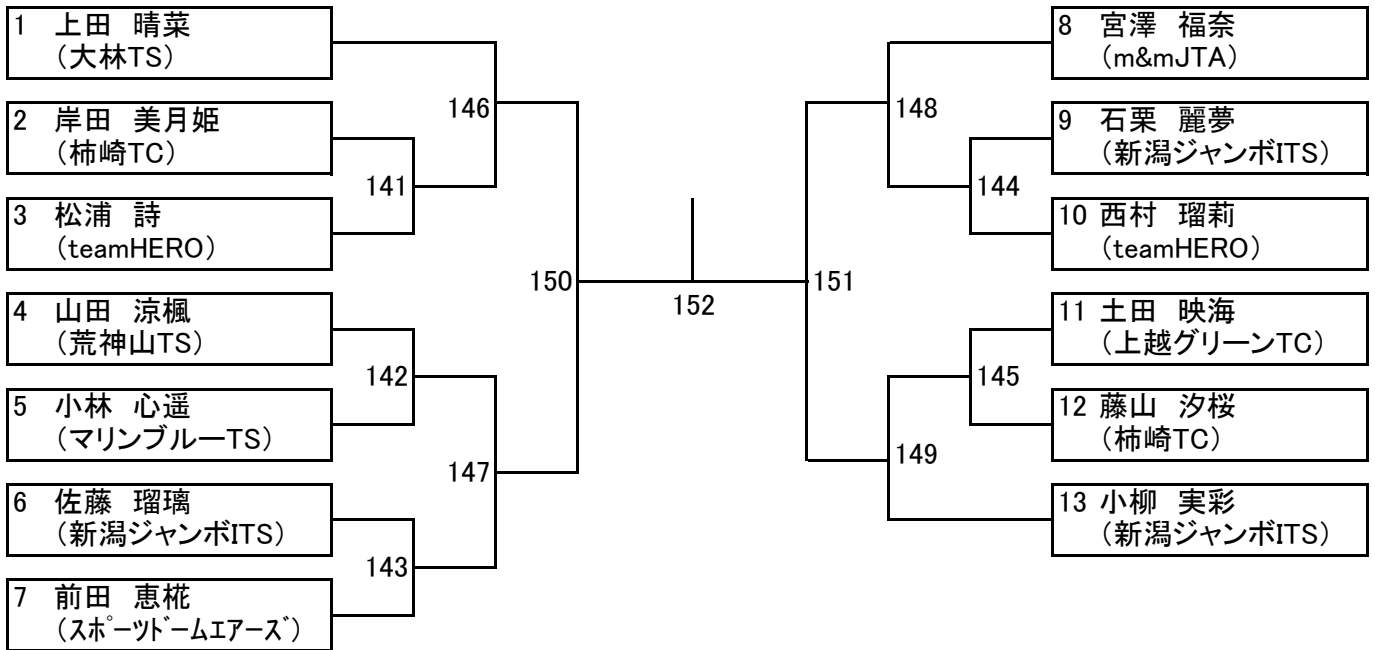 1 上田 晴菜
(大林TS)
2 岸田 美月姫
(柿崎TC)
3 松浦 詩
(teamHERO)
4 山田 涼楓
(荒神山TS)
5 小林 心遥
(マリンブルーTS)
6 佐藤 瑠璃
(新潟ジャンボITS)
7 前田 恵椛
(スポーツドームエアーズ)
146
141
142
147
143
150
152
151
148
144
145
149
8 宮澤 福奈
(m&mJTA)
9 石栗 麗夢
(新潟ジャンボITS)
10 西村 瑠莉
(teamHERO)
11 土田 映海
(上越グリーンTC)
12 藤山 汐桜
(柿崎TC)
13 小柳 実彩
(新潟ジャンボITS)